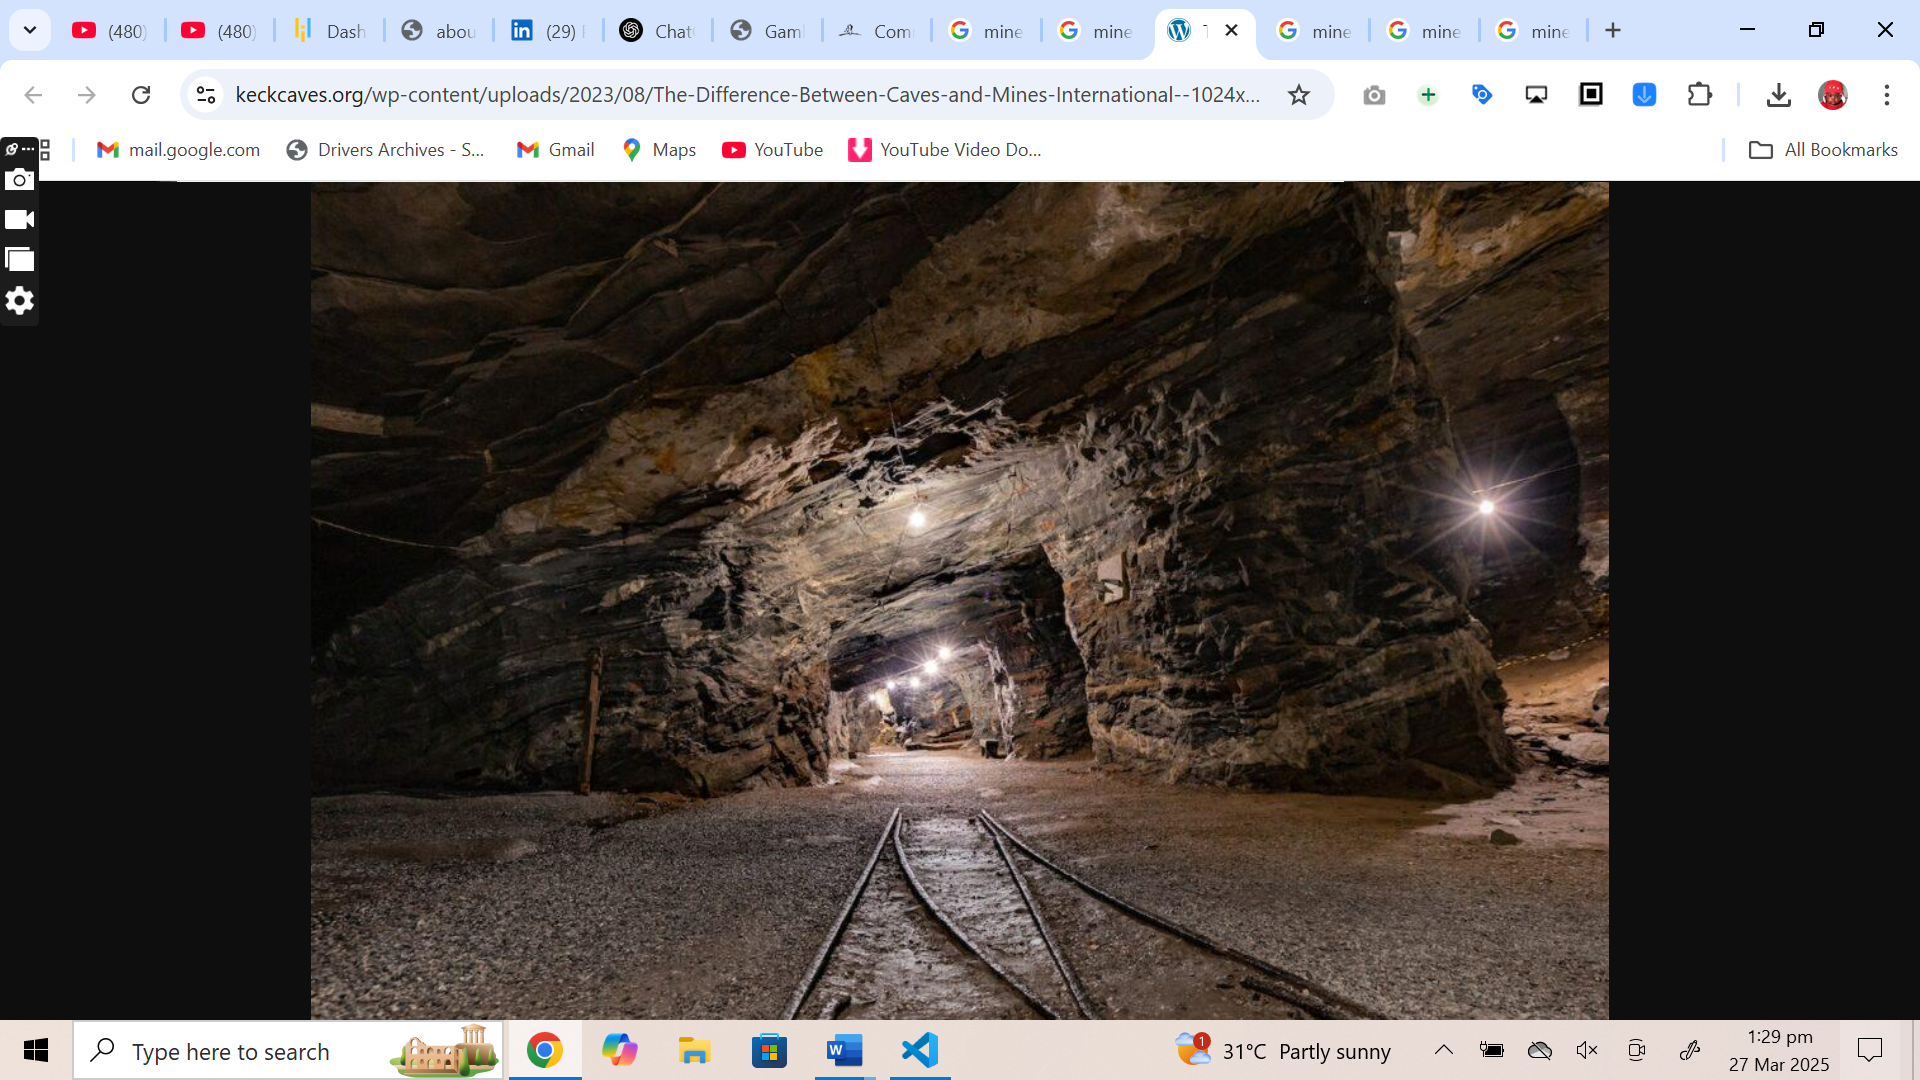 (480)
(480)
Dash
abou
(29)
Chat
Gaml
Com
mine
mine
T
mine
mine
mine
keckcaves.org/wp-content/uploads/2023/08/The-Difference-Between-Caves-and-Mines-International--1024x...
mail.google.com
Drivers Archives - S...
Gmail
Maps
YouTube
YouTube Video Do...
All Bookmarks
Type here to search
1
31°C Partly sunny
1:29 pm
27 Mar 2025